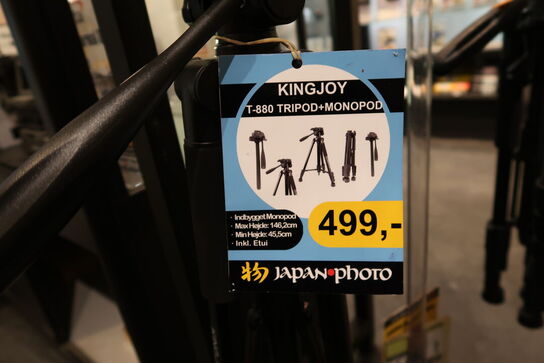 KINGJOY
T-880 TRIPOD+MONOPOD
· Indbygget Monopod
· Max Højde: 146,2cm
· Min Højde: 45,5cm
· Inkl. Etui
499,-
物 JAPAN•PHOTO